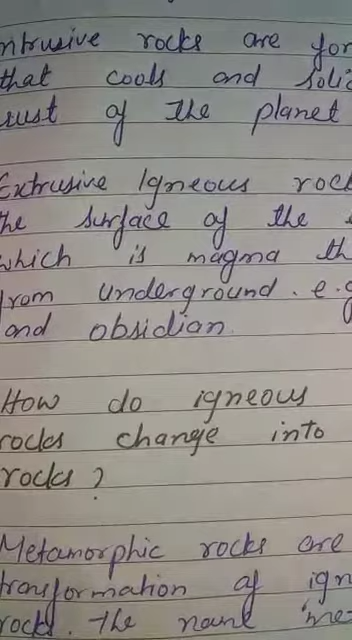 ntrusive rocks are for
that cools and solid
rust of the planet
Extrusive Igneous rock
the surface of the
which is magma th
from underground. e.g
and obsidian.
How do igneous
rocks change into
rocks?
Metamorphic rocks are
transformation of ign
rocks. The name 'me